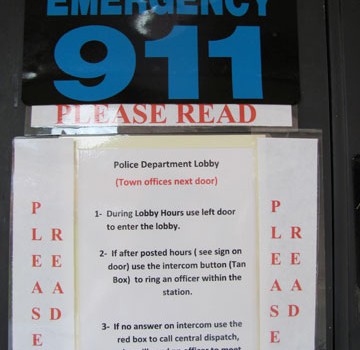 EMERGENCY
911
PLEASE READ
Police Department Lobby
(Town offices next door)
1- During Lobby Hours use left door
to enter the lobby.
2- If after posted hours ( see sign on
door) use the intercom button (Tan
Box) to ring an officer within the
station.
3- If no answer on intercom use the
red box to call central dispatch,
officer to meet
PLEASE
READ
PLEASE
READ